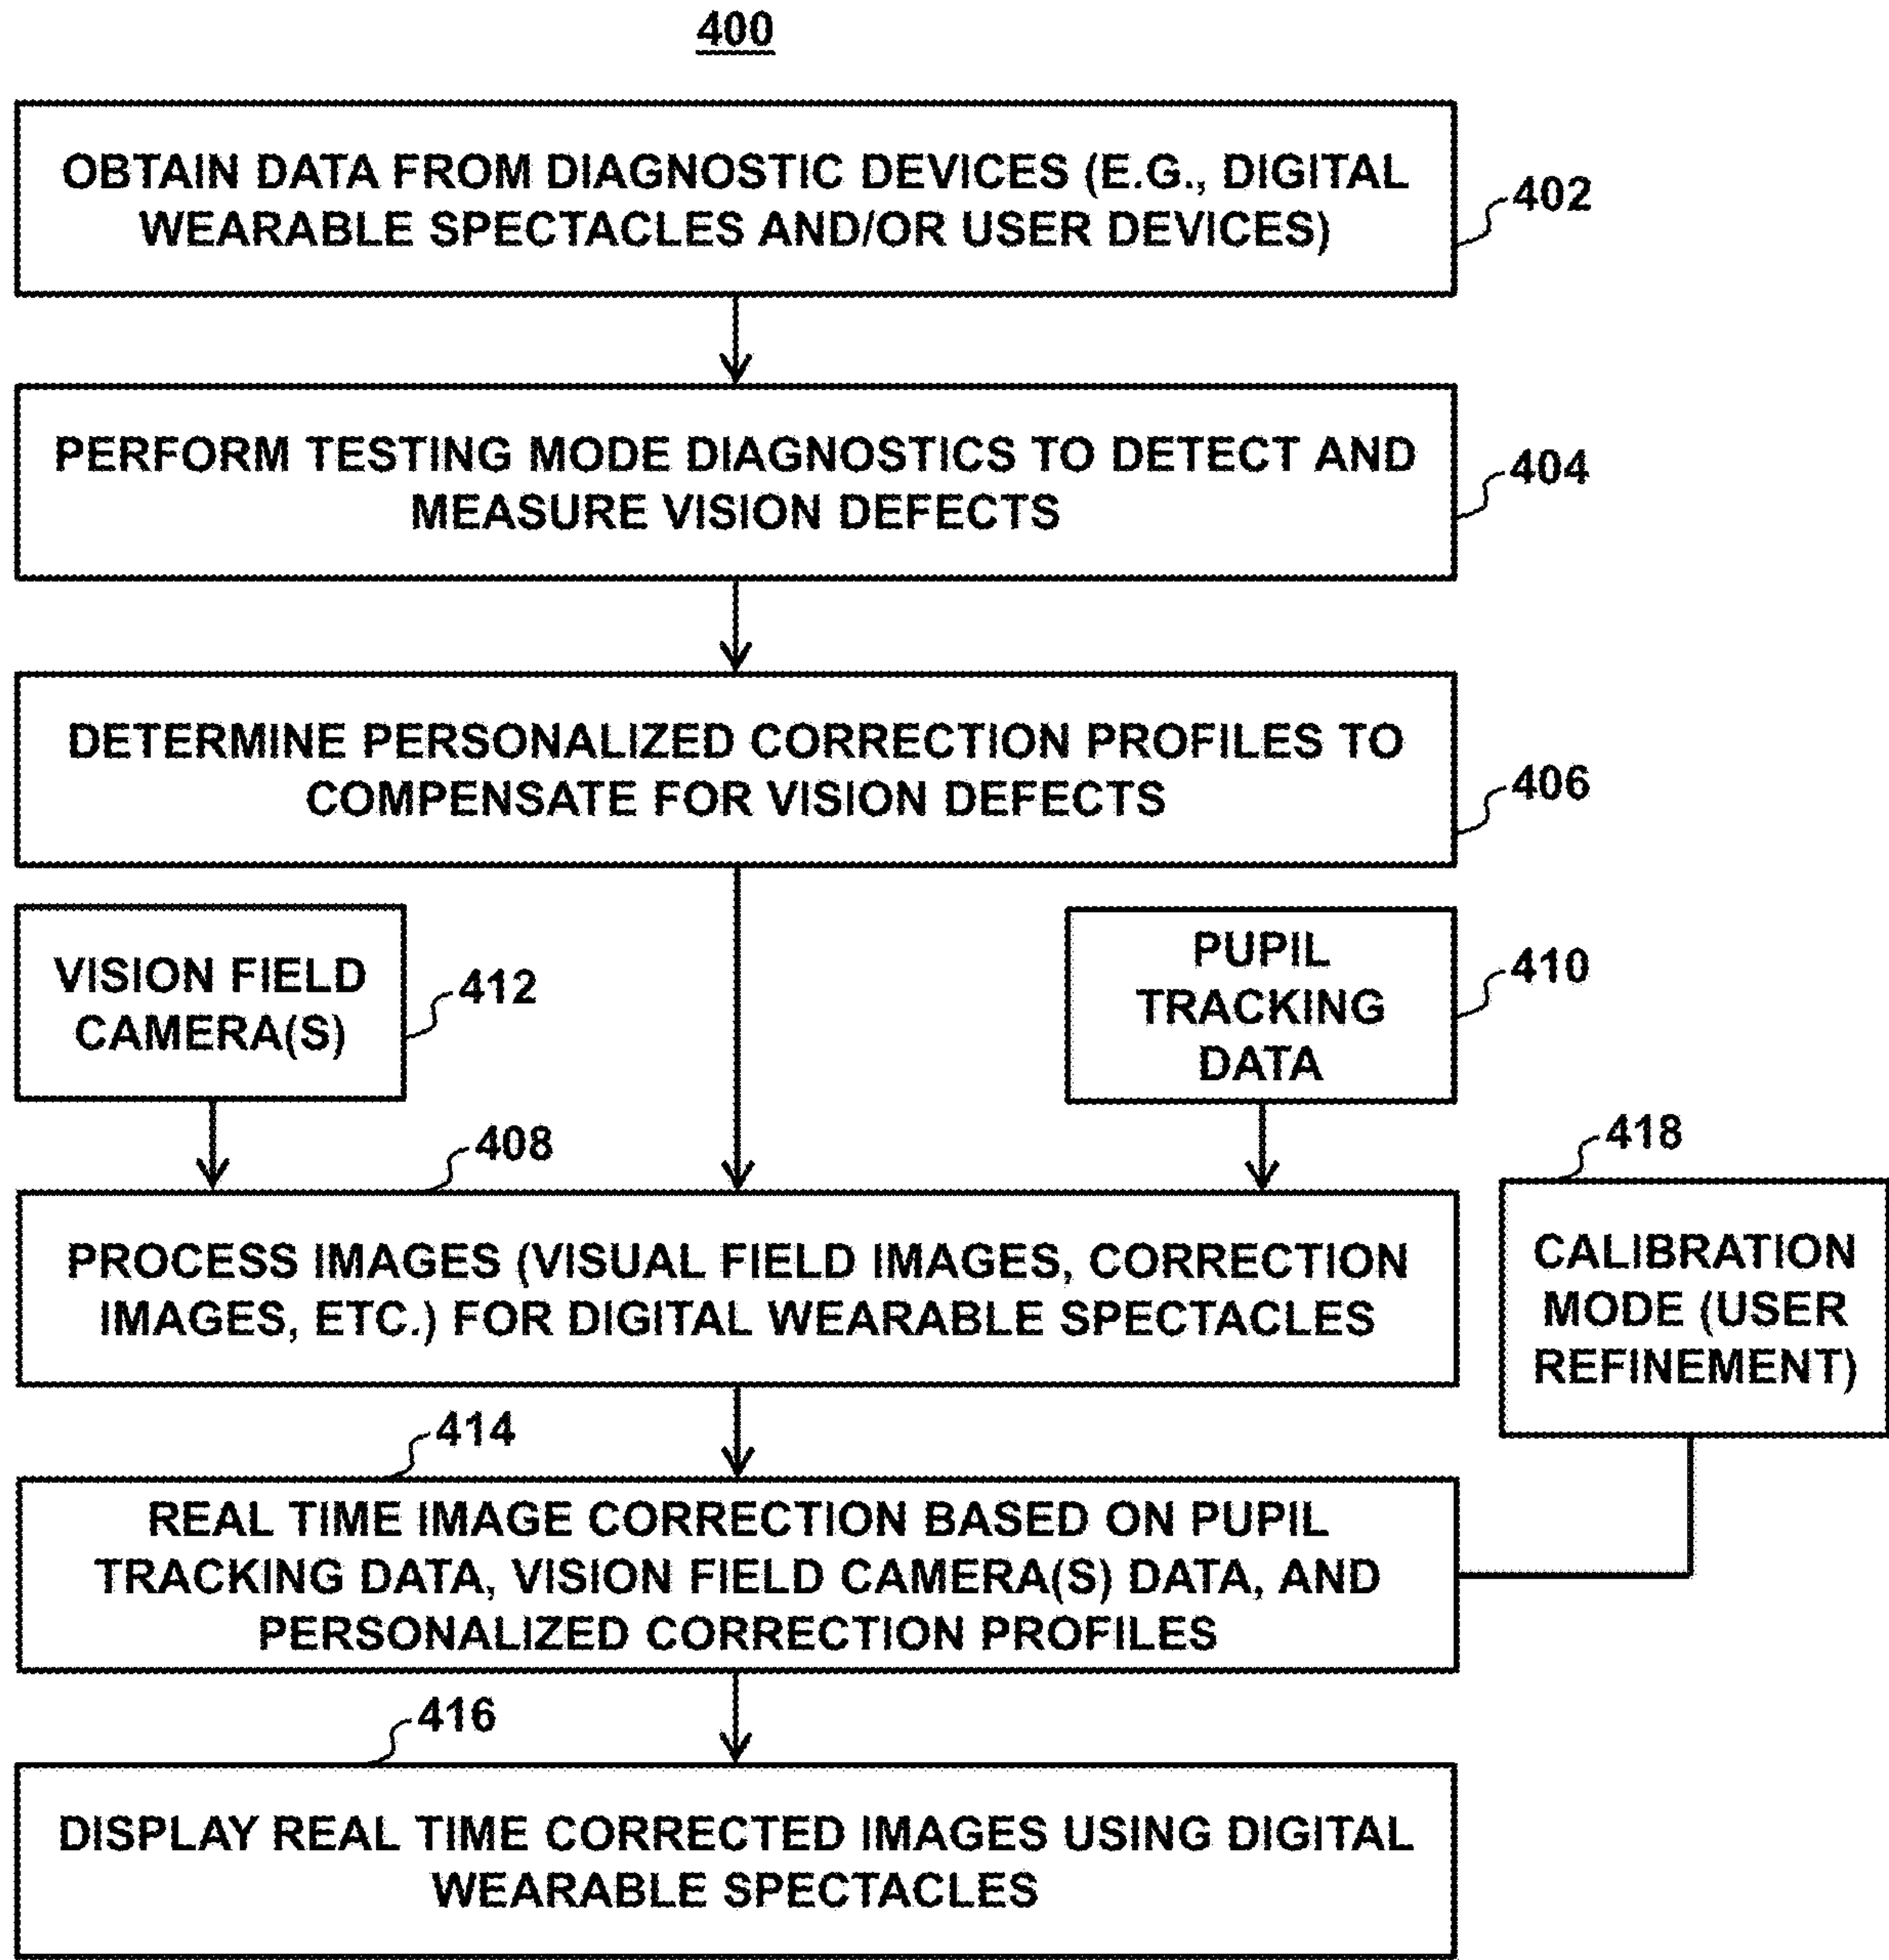 400
OBTAIN DATA FROM DIAGNOSTIC DEVICES (E.G., DIGITAL
WEARABLE SPECTACLES AND/OR USER DEVICES)
402
PERFORM TESTING MODE DIAGNOSTICS TO DETECT AND
MEASURE VISION DEFECTS
404
DETERMINE PERSONALIZED CORRECTION PROFILES TO
COMPENSATE FOR VISION DEFECTS
406
VISION FIELD
CAMERA(S)
412
PUPIL
TRACKING
DATA
410
408
PROCESS IMAGES (VISUAL FIELD IMAGES, CORRECTION
IMAGES, ETC.) FOR DIGITAL WEARABLE SPECTACLES
418
CALIBRATION
MODE (USER
REFINEMENT)
414
REAL TIME IMAGE CORRECTION BASED ON PUPIL
TRACKING DATA, VISION FIELD CAMERA(S) DATA, AND
PERSONALIZED CORRECTION PROFILES
416
DISPLAY REAL TIME CORRECTED IMAGES USING DIGITAL
WEARABLE SPECTACLES